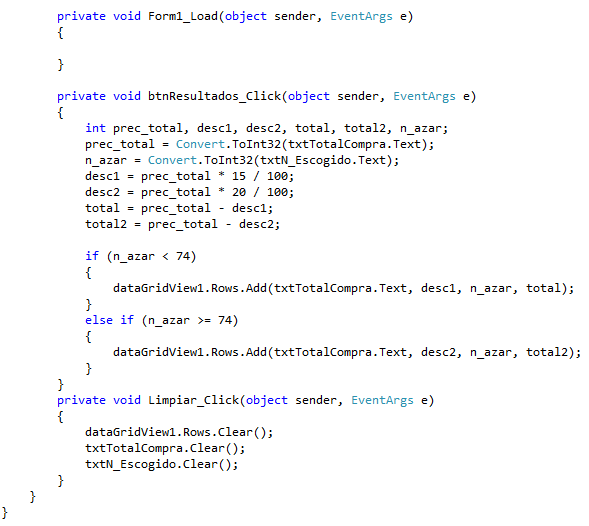 private void Form1_Load(object sender, EventArgs e)
{
}
private void btnResultados_Click(object sender, EventArgs e)
{
int prec_total, desc1, desc2, total, total2, n_azar;
prec_total = Convert.ToInt32(txtTotalCompra.Text);
n_azar = Convert.ToInt32(txtN_Escogido.Text);
desc1 = prec_total * 15 / 100;
desc2 = prec_total * 20 / 100;
total = prec_total - desc1;
total2 = prec_total - desc2;
if (n_azar < 74)
{
dataGridView1.Rows.Add(txtTotalCompra.Text, desc1, n_azar, total);
}
else if (n_azar >= 74)
{
dataGridView1.Rows.Add(txtTotalCompra.Text, desc2, n_azar, total2);
}
}
private void Limpiar_Click(object sender, EventArgs e)
{
dataGridView1.Rows.Clear();
txtTotalCompra.Clear();
txtN_Escogido.Clear();
}
}
}